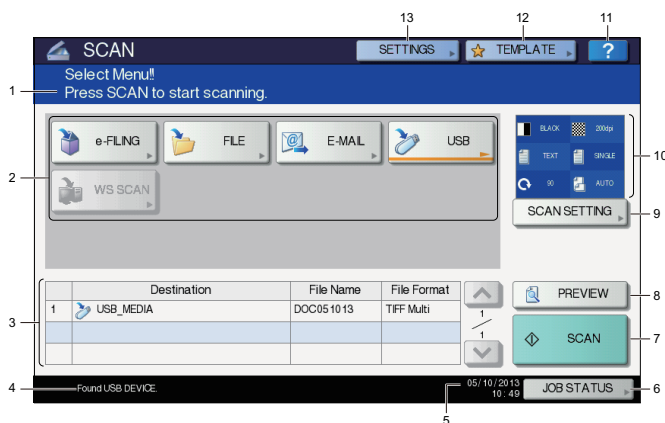 13 12 11
SCAN SETTINGS TEMPLATE ?
Select Menu!!
1 Press SCAN to start scanning.
e-FILING FILE E-MAIL USB
BLACK 200dpi
TEXT SINGLE 10
2 WS SCAN
90 AUTO
SCAN SETTING 9
Destination File Name File Format
1 USB_MEDIA DOC051013 TIFF Multi
PREVIEW 8
3 1/1
SCAN 7
4 Found USB DEVICE. 05/10/2013
10:49 JOB STATUS 6
5